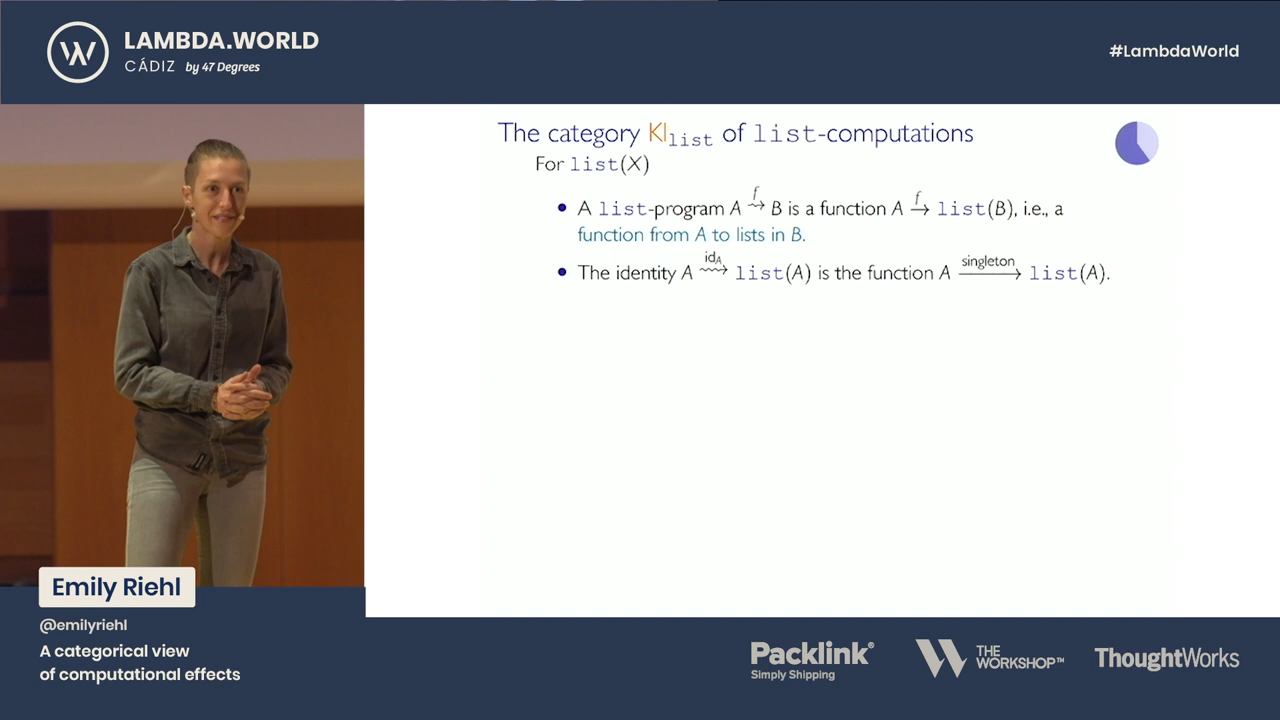 LAMBDA.WORLD
CÁDIZ by 47 Degrees
#LambdaWorld
The category Kl_list of list-computations
For list(X)
• A list-program A ⇝^f B is a function A →^f list(B), i.e., a
function from A to lists in B.
• The identity A ⇝^{id_A} list(A) is the function A →^{singleton} list(A).
Emily Riehl
@emilyriehl
A categorical view
of computational effects
Packlink®
Simply Shipping
THE
WORKSHOP™
ThoughtWorks